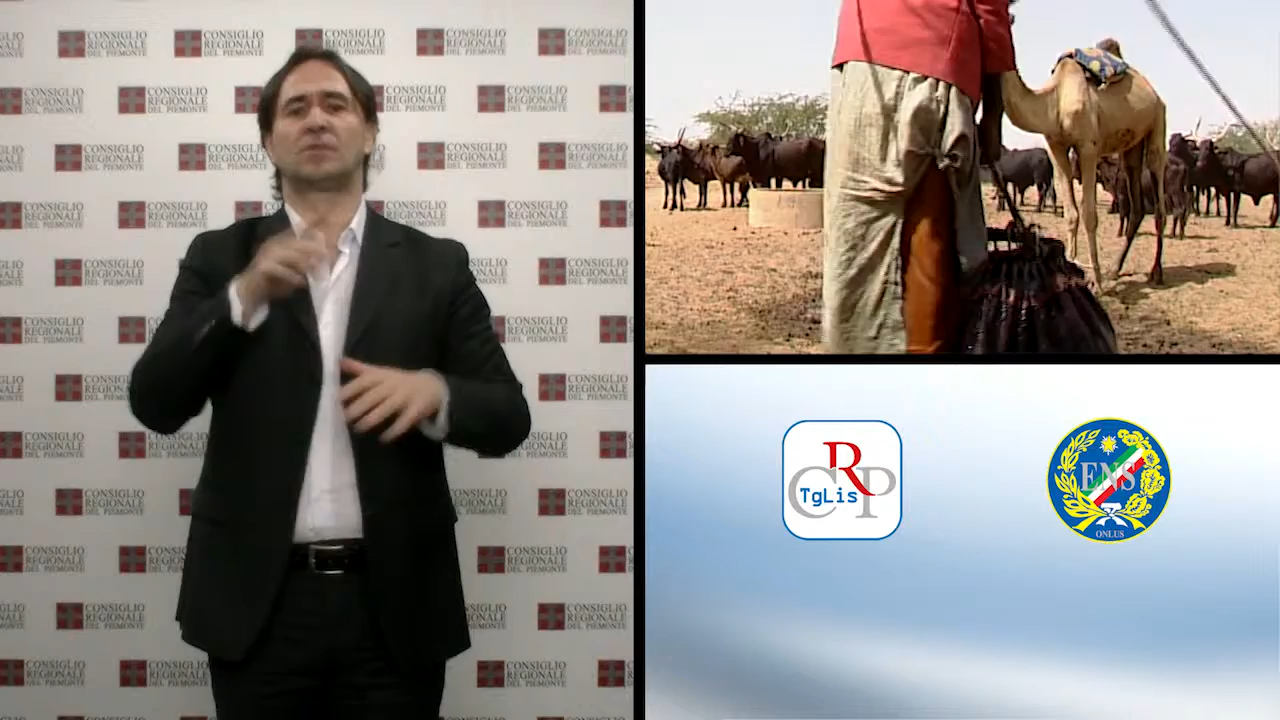 CONSIGLIO
REGIONALE
DEL PIEMONTE
CRP
TgLis
ENS
ONLUS